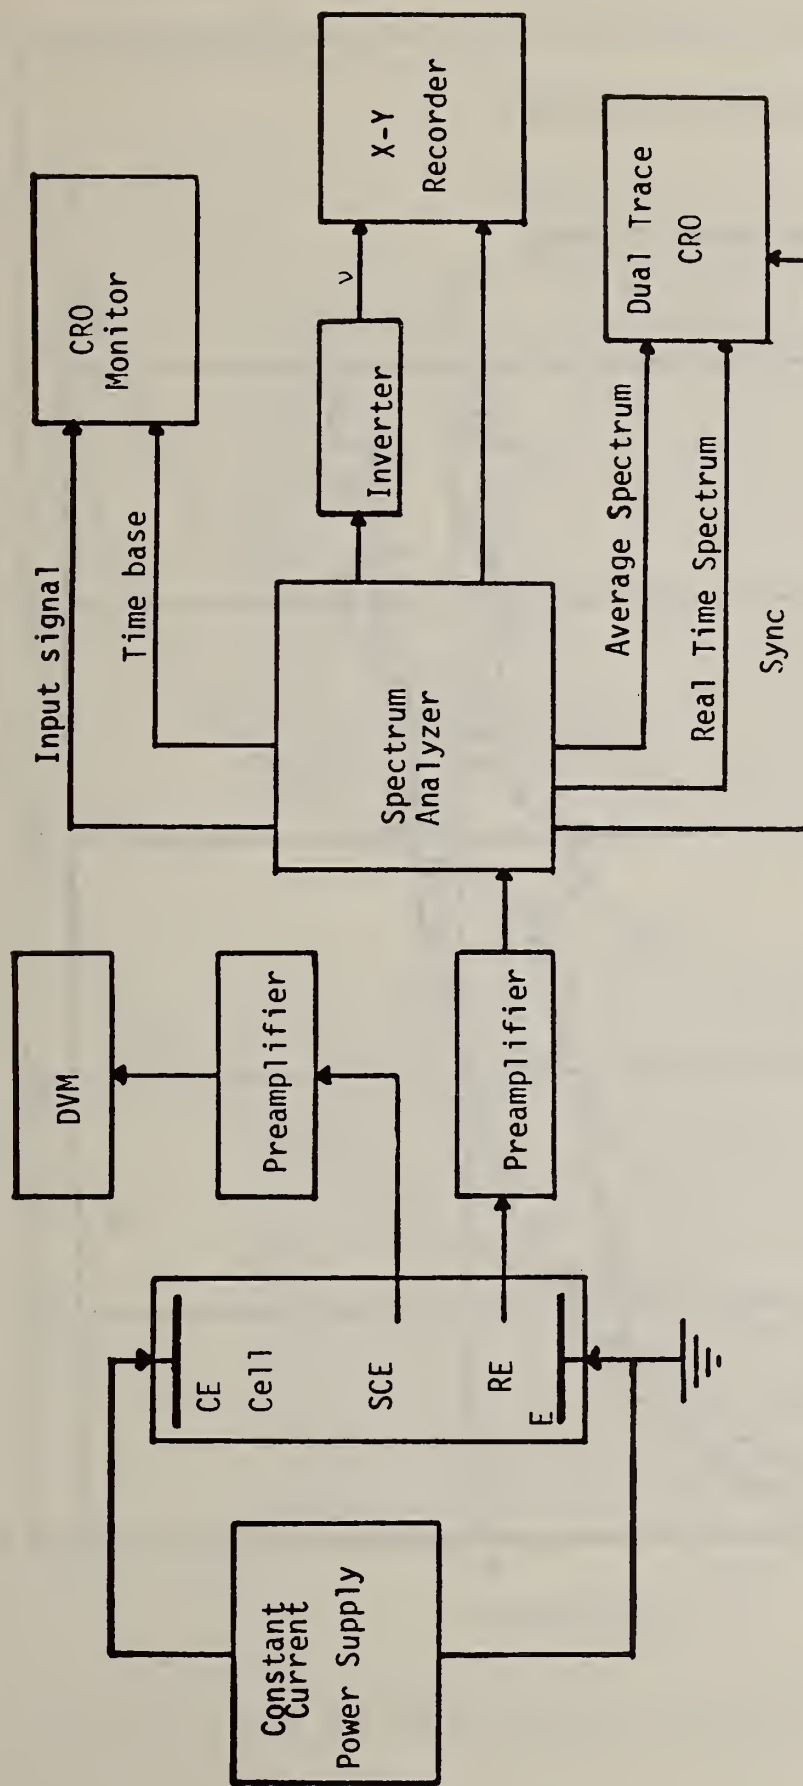 Constant
Current
Power Supply
CE
Cell
SCE
RE
E
DVM
Preamplifier
Preamplifier
Spectrum
Analyzer
Input signal
Time base
CRO
Monitor
Inverter
ν
X-Y
Recorder
Average Spectrum
Real Time Spectrum
Sync
Dual Trace
CRO